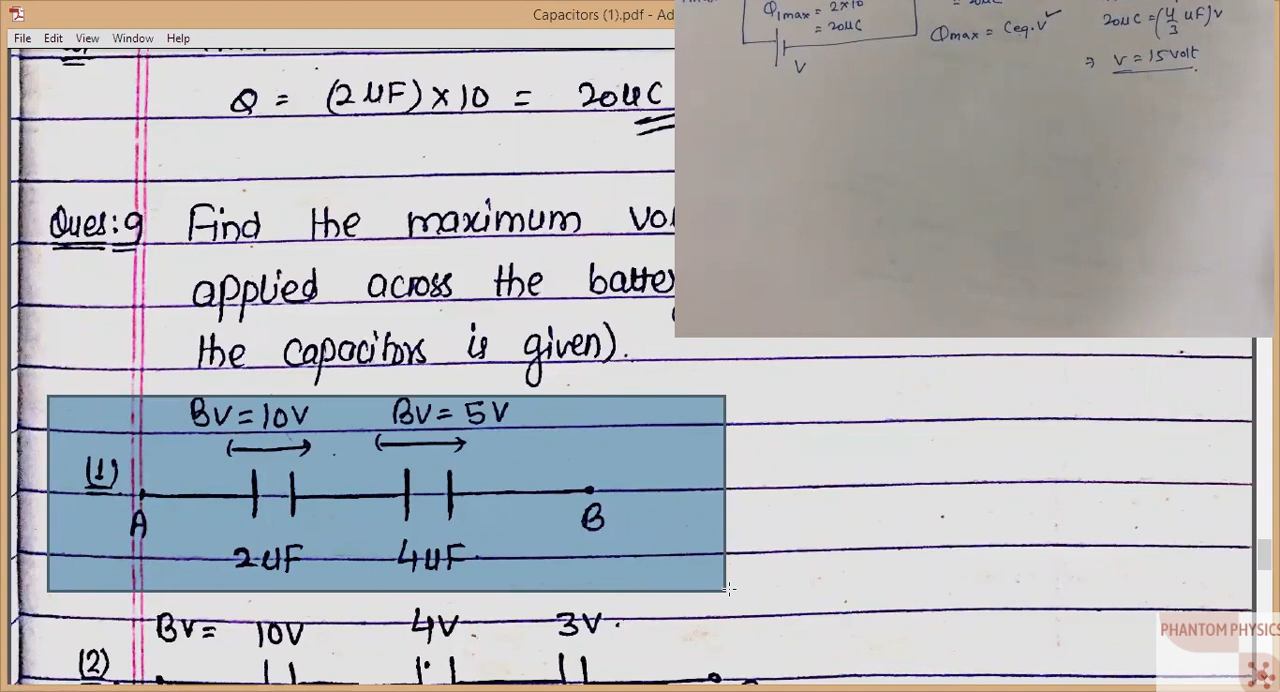 Capacitors (1).pdf - Ad
File Edit View Window Help
Q = (2 uF) × 10 = 20uC
Q1max = 2×10
= 20uC
Qmax = Ceq.V
20uC = (4/3 uF) v
⇒ V = 15 volt
V
Ques: 9 Find the maximum
applied across the
the capacitors is given).
BV = 10V BV = 5V
(1)
A B
2uF 4uF
BV = 10V 4V 3V.
(2)
PHANTOM PHYSICS